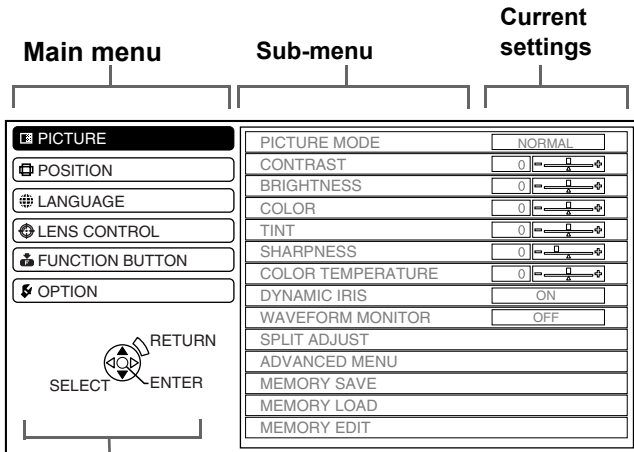 Main menu
Sub-menu
Current
settings
PICTURE
POSITION
LANGUAGE
LENS CONTROL
FUNCTION BUTTON
OPTION
RETURN
SELECT
ENTER
PICTURE MODE NORMAL
CONTRAST 0
BRIGHTNESS 0
COLOR 0
TINT 0
SHARPNESS 0
COLOR TEMPERATURE 0
DYNAMIC IRIS ON
WAVEFORM MONITOR OFF
SPLIT ADJUST
ADVANCED MENU
MEMORY SAVE
MEMORY LOAD
MEMORY EDIT